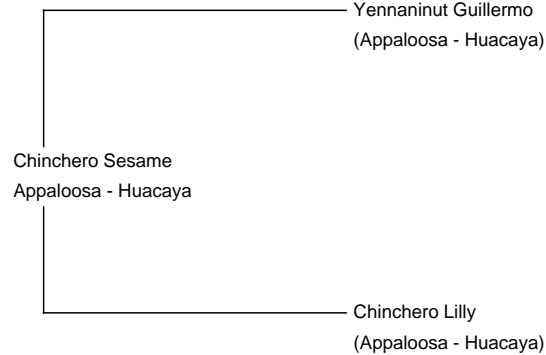 Yennaninut Guillermo
(Appaloosa - Huacaya)
Chinchero Sesame
Appaloosa - Huacaya
Chinchero Lilly
(Appaloosa - Huacaya)